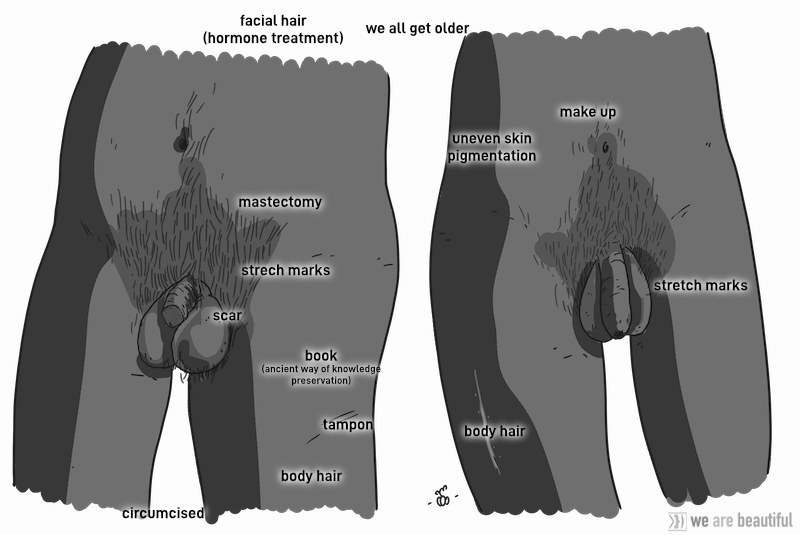 facial hair
(hormone treatment)
we all get older
make up
uneven skin
pigmentation
mastectomy
strech marks
stretch marks
scar
book
(ancient way of knowledge
preservation)
tampon
body hair
body hair
circumcised
we are beautiful